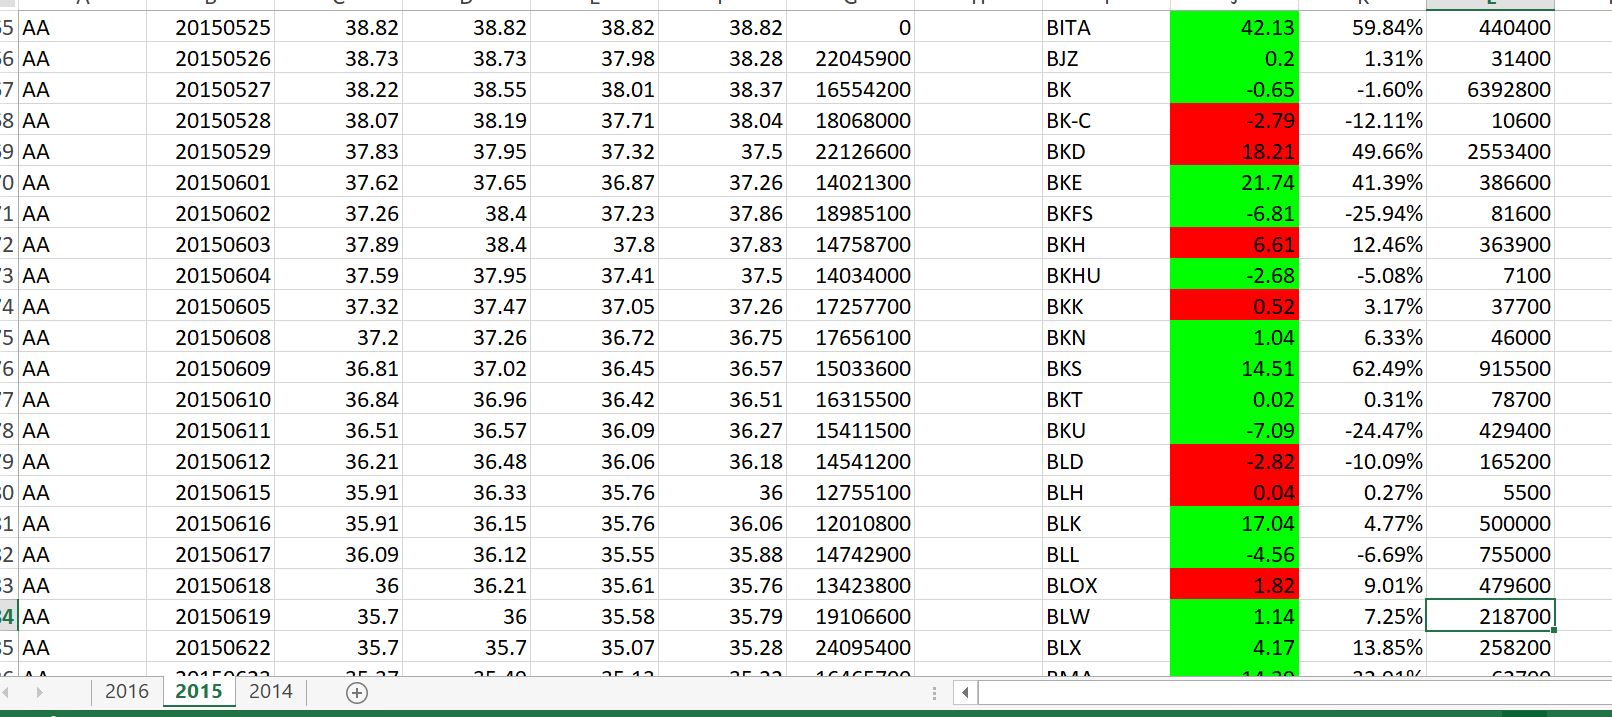 5 AA 20150525 38.82 38.82 38.82 38.82 0 BITA 42.13 59.84% 440400
6 AA 20150526 38.73 38.73 37.98 38.28 22045900 BJZ 0.2 1.31% 31400
7 AA 20150527 38.22 38.55 38.01 38.37 16554200 BK -0.65 -1.60% 6392800
8 AA 20150528 38.07 38.19 37.71 38.04 18068000 BK-C -2.79 -12.11% 10600
9 AA 20150529 37.83 37.95 37.32 37.5 22126600 BKD 18.21 49.66% 2553400
0 AA 20150601 37.62 37.65 36.87 37.26 14021300 BKE 21.74 41.39% 386600
1 AA 20150602 37.26 38.4 37.23 37.86 18985100 BKFS -6.81 -25.94% 81600
2 AA 20150603 37.89 38.4 37.8 37.83 14758700 BKH 6.61 12.46% 363900
3 AA 20150604 37.59 37.95 37.41 37.5 14034000 BKHU -2.68 -5.08% 7100
4 AA 20150605 37.32 37.47 37.05 37.26 17257700 BKK 0.52 3.17% 37700
5 AA 20150608 37.2 37.26 36.72 36.75 17656100 BKN 1.04 6.33% 46000
6 AA 20150609 36.81 37.02 36.45 36.57 15033600 BKS 14.51 62.49% 915500
7 AA 20150610 36.84 36.96 36.42 36.51 16315500 BKT 0.02 0.31% 78700
8 AA 20150611 36.51 36.57 36.09 36.27 15411500 BKU -7.09 -24.47% 429400
9 AA 20150612 36.21 36.48 36.06 36.18 14541200 BLD -2.82 -10.09% 165200
0 AA 20150615 35.91 36.33 35.76 36 12755100 BLH 0.04 0.27% 5500
1 AA 20150616 35.91 36.15 35.76 36.06 12010800 BLK 17.04 4.77% 500000
2 AA 20150617 36.09 36.12 35.55 35.88 14742900 BLL -4.56 -6.69% 755000
3 AA 20150618 36 36.21 35.61 35.76 13423800 BLOX 1.82 9.01% 479600
4 AA 20150619 35.7 36 35.58 35.79 19106600 BLW 1.14 7.25% 218700
5 AA 20150622 35.7 35.7 35.07 35.28 24095400 BLX 4.17 13.85% 258200
2016 2015 2014